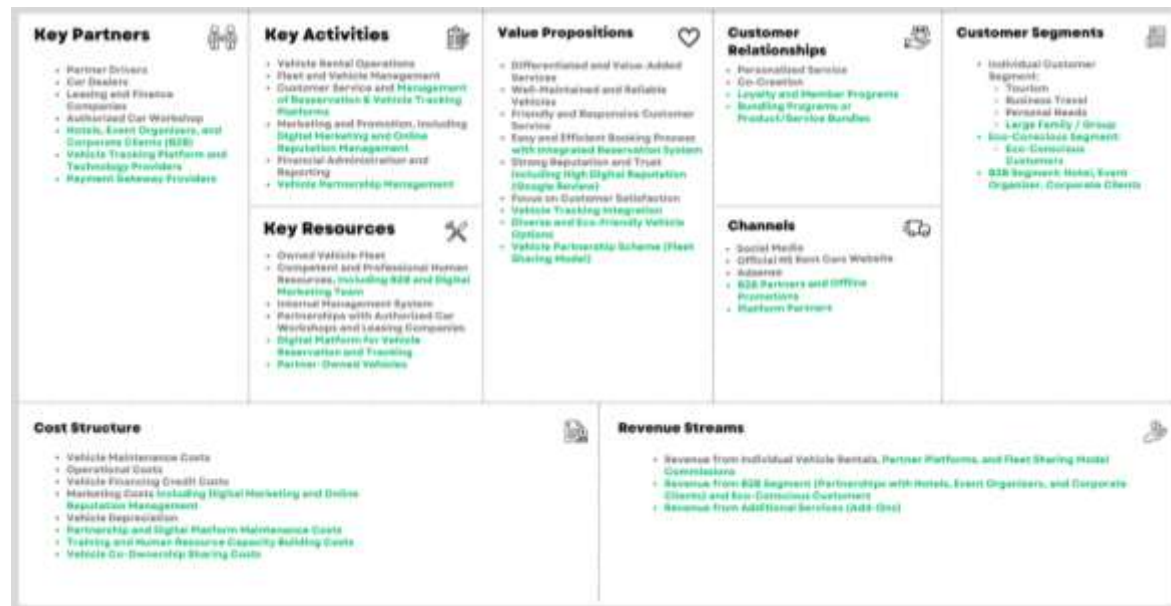 Key Partners
Partner Drivers
Car Dealers
Leasing and Finance
Companies
Authorized Car Workshop
Hotels, Event Organizers, and
Corporate Clients (B2B)
Vehicle Tracking Platform and
Technology Providers
Payment Gateway Providers
Key Activities
Vehicle Rental Operations
Fleet and Vehicle Management
Customer Service and Management
of Reservation & Vehicle Tracking
Platforms
Marketing and Promotion, Including
Digital Marketing and Online
Reputation Management
Financial Administration and
Reporting
Vehicle Partnership Management
Key Resources
Owned Vehicle Fleet
Competent and Professional Human
Resources, Including B2B and Digital
Marketing Team
Internal Management System
Partnerships with Authorized Car
Workshops and Leasing Companies
Digital Platform for Vehicle
Reservation and Tracking
Partner-Owned Vehicles
Value Propositions
Differentiated and Value-Added
Services
Well-Maintained and Reliable
Vehicles
Friendly and Responsive Customer
Service
Easy and Efficient Booking Process
with Integrated Reservation System
Strong Reputation and Trust
Including High Digital Reputation
(Google Review)
Focus on Customer Satisfaction
Vehicle Tracking Integration
Diverse and Eco-Friendly Vehicle
Options
Vehicle Partnership Scheme (Fleet
Sharing Model)
Customer
Relationships
Personalized Service
Co-Creation
Loyalty and Member Programs
Bundling Programs or
Product/Service Bundles
Channels
Social Media
Official Rent Cars Website
Adsense
B2B Partners and Offline
Promotions
Platform Partners
Customer Segments
Individual Customer
Segment:
Tourism
Business Travel
Personal Needs
Large Family / Group
Eco-Conscious Segment:
Eco-Conscious
Customers
B2B Segment: Hotel, Event
Organizer, Corporate Clients
Cost Structure
Vehicle Maintenance Costs
Operational Costs
Vehicle Financing Credit Costs
Marketing Costs Including Digital Marketing and Online
Reputation Management
Vehicle Depreciation
Partnership and Digital Platform Maintenance Costs
Training and Human Resource Capacity Building Costs
Vehicle Co-Ownership Sharing Costs
Revenue Streams
Revenue from Individual Vehicle Rentals, Partner Platforms, and Fleet Sharing Model
Commissions
Revenue from B2B Segment (Partnerships with Hotels, Event Organizers, and Corporate
Clients) and Eco-Conscious Customers
Revenue from Additional Services (Add-Ons)